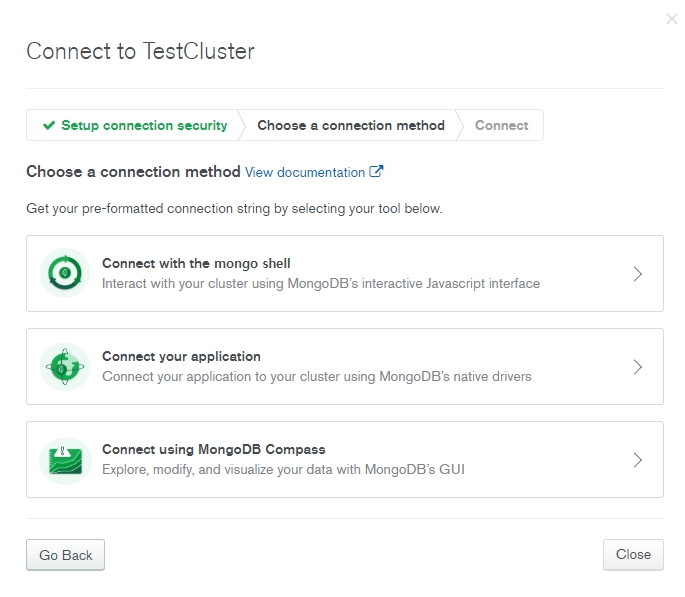 Connect to TestCluster
Setup connection security
Choose a connection method
Connect
Choose a connection method View documentation
Get your pre-formatted connection string by selecting your tool below.
Connect with the mongo shell
Interact with your cluster using MongoDB's interactive Javascript interface
Connect your application
Connect your application to your cluster using MongoDB's native drivers
Connect using MongoDB Compass
Explore, modify, and visualize your data with MongoDB's GUI
Go Back
Close